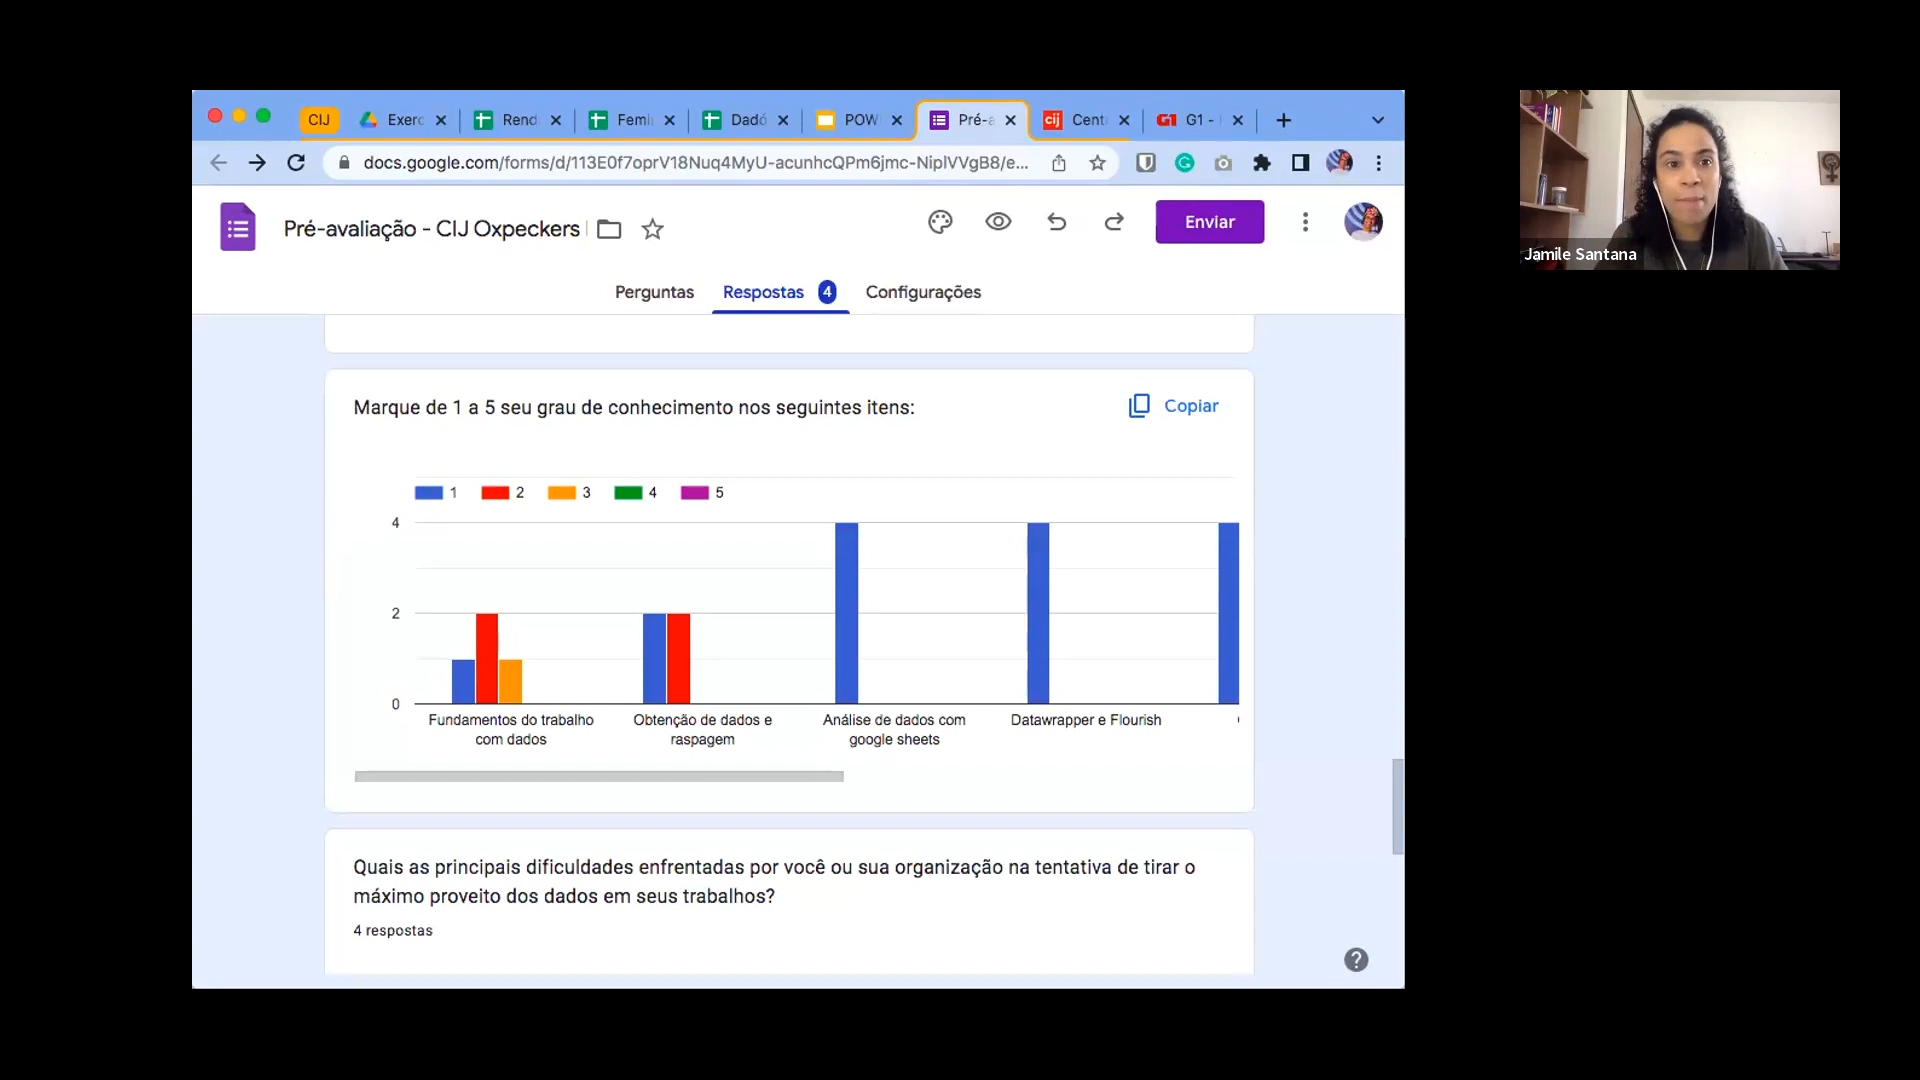 CIJ
Exerc
Rend
Femi
Dadó
POW
Pré-a
cij
Cent
G1
G1 -
docs.google.com/forms/d/113E0f7oprV18Nuq4MyU-acunhcQPm6jmc-NiplVVgB8/e...
Pré-avaliação - CIJ Oxpeckers
Enviar
Perguntas
Respostas
4
Configurações
Marque de 1 a 5 seu grau de conhecimento nos seguintes itens:
Copiar
1
2
3
4
5
4
2
0
Fundamentos do trabalho
com dados
Obtenção de dados e
raspagem
Análise de dados com
google sheets
Datawrapper e Flourish
Quais as principais dificuldades enfrentadas por você ou sua organização na tentativa de tirar o
máximo proveito dos dados em seus trabalhos?
4 respostas
Jamile Santana